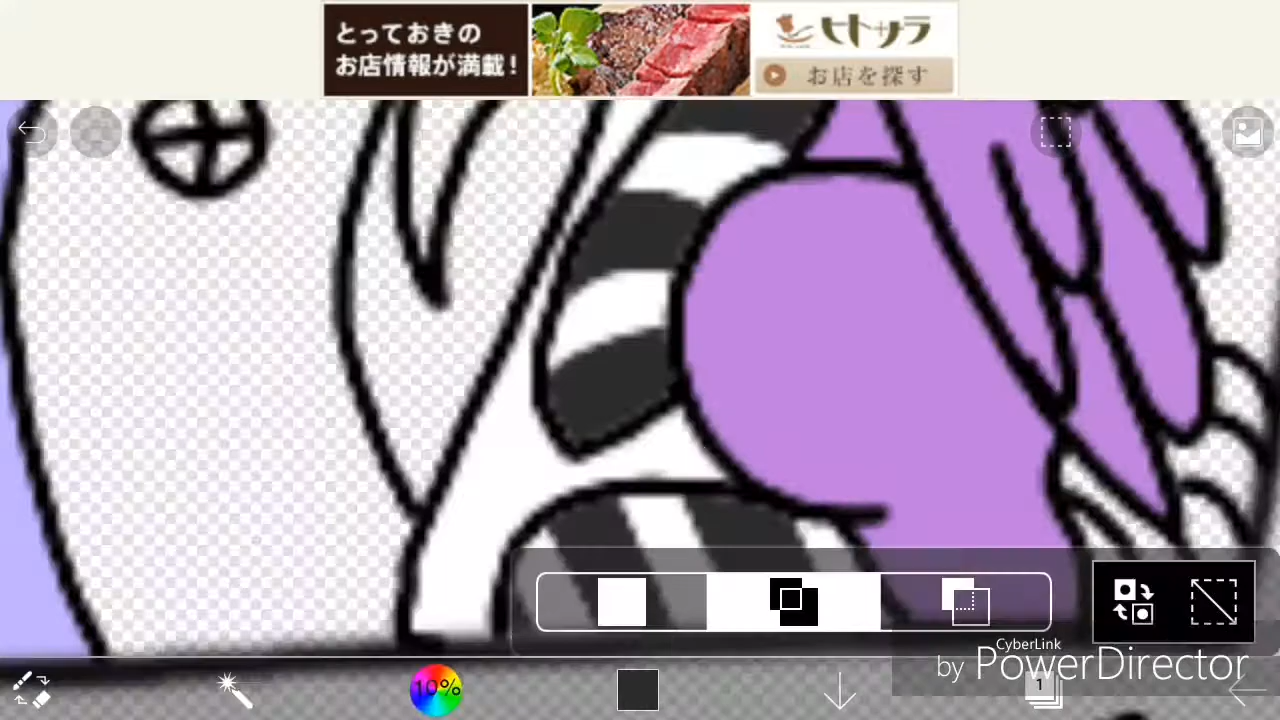 とっておきの
お店情報が満載!
ヒトサラ
お店を探す
10%
1
CyberLink
by PowerDirector